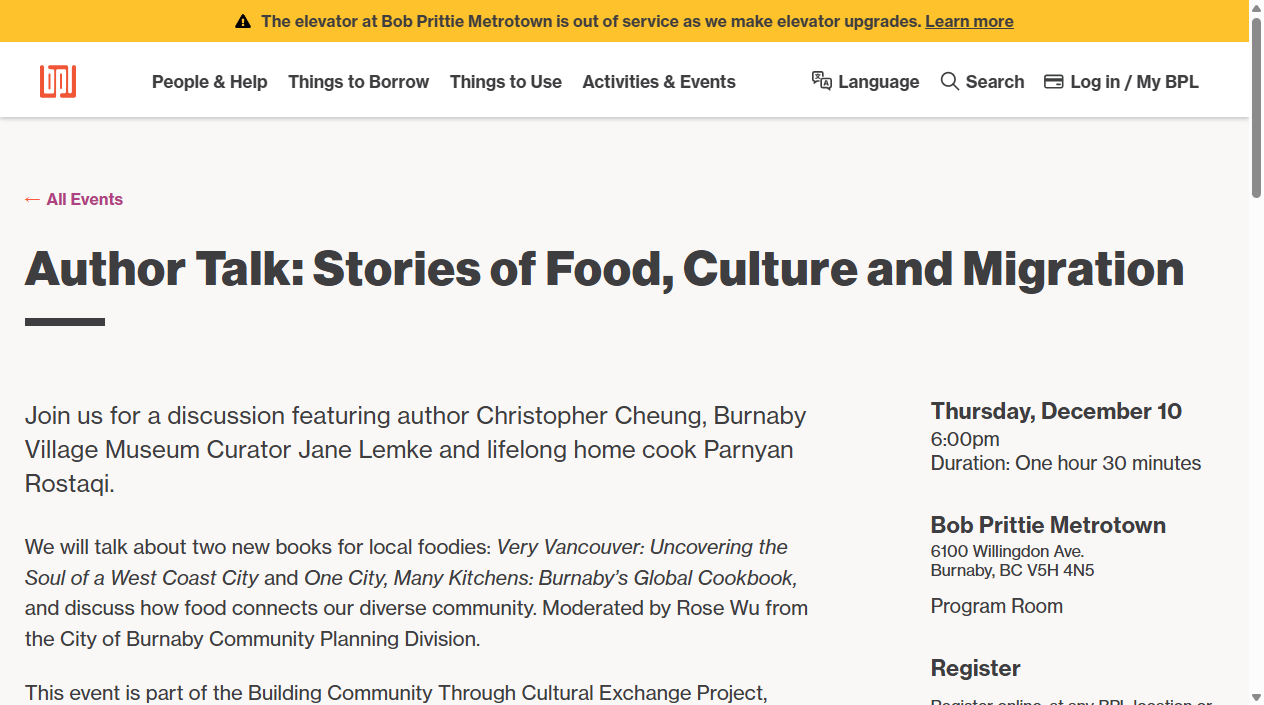 The elevator at Bob Prittie Metrotown is out of service as we make elevator upgrades. Learn more
People & Help Things to Borrow Things to Use Activities & Events Language Search Log in / My BPL
← All Events
Author Talk: Stories of Food, Culture and Migration
Join us for a discussion featuring author Christopher Cheung, Burnaby
Village Museum Curator Jane Lemke and lifelong home cook Parnyan
Rostaqi.
We will talk about two new books for local foodies: Very Vancouver: Uncovering the
Soul of a West Coast City and One City, Many Kitchens: Burnaby’s Global Cookbook,
and discuss how food connects our diverse community. Moderated by Rose Wu from
the City of Burnaby Community Planning Division.
This event is part of the Building Community Through Cultural Exchange Project,
Thursday, December 10
6:00pm
Duration: One hour 30 minutes
Bob Prittie Metrotown
6100 Willingdon Ave.
Burnaby, BC V5H 4N5
Program Room
Register
Register online, at any BPL location or